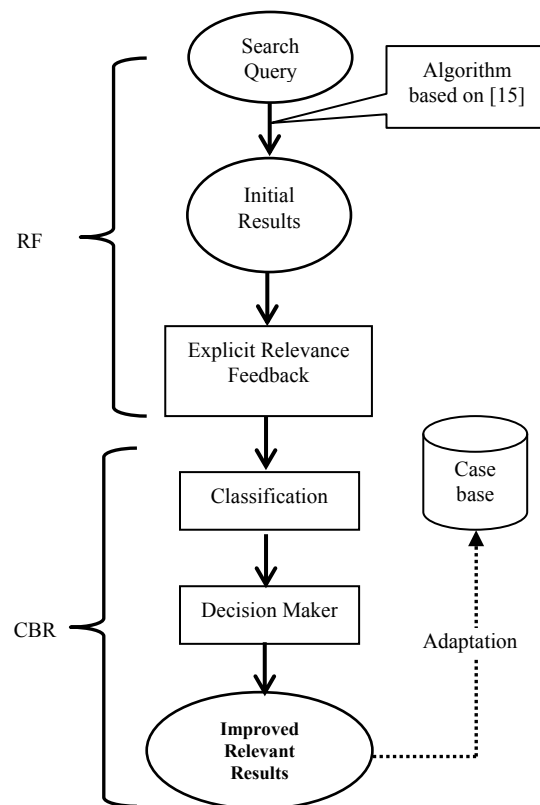 Search
Query
Algorithm
based on [15]
Initial
Results
RF
Explicit Relevance
Feedback
Case
base
Classification
Decision Maker
CBR
Adaptation
Improved
Relevant
Results